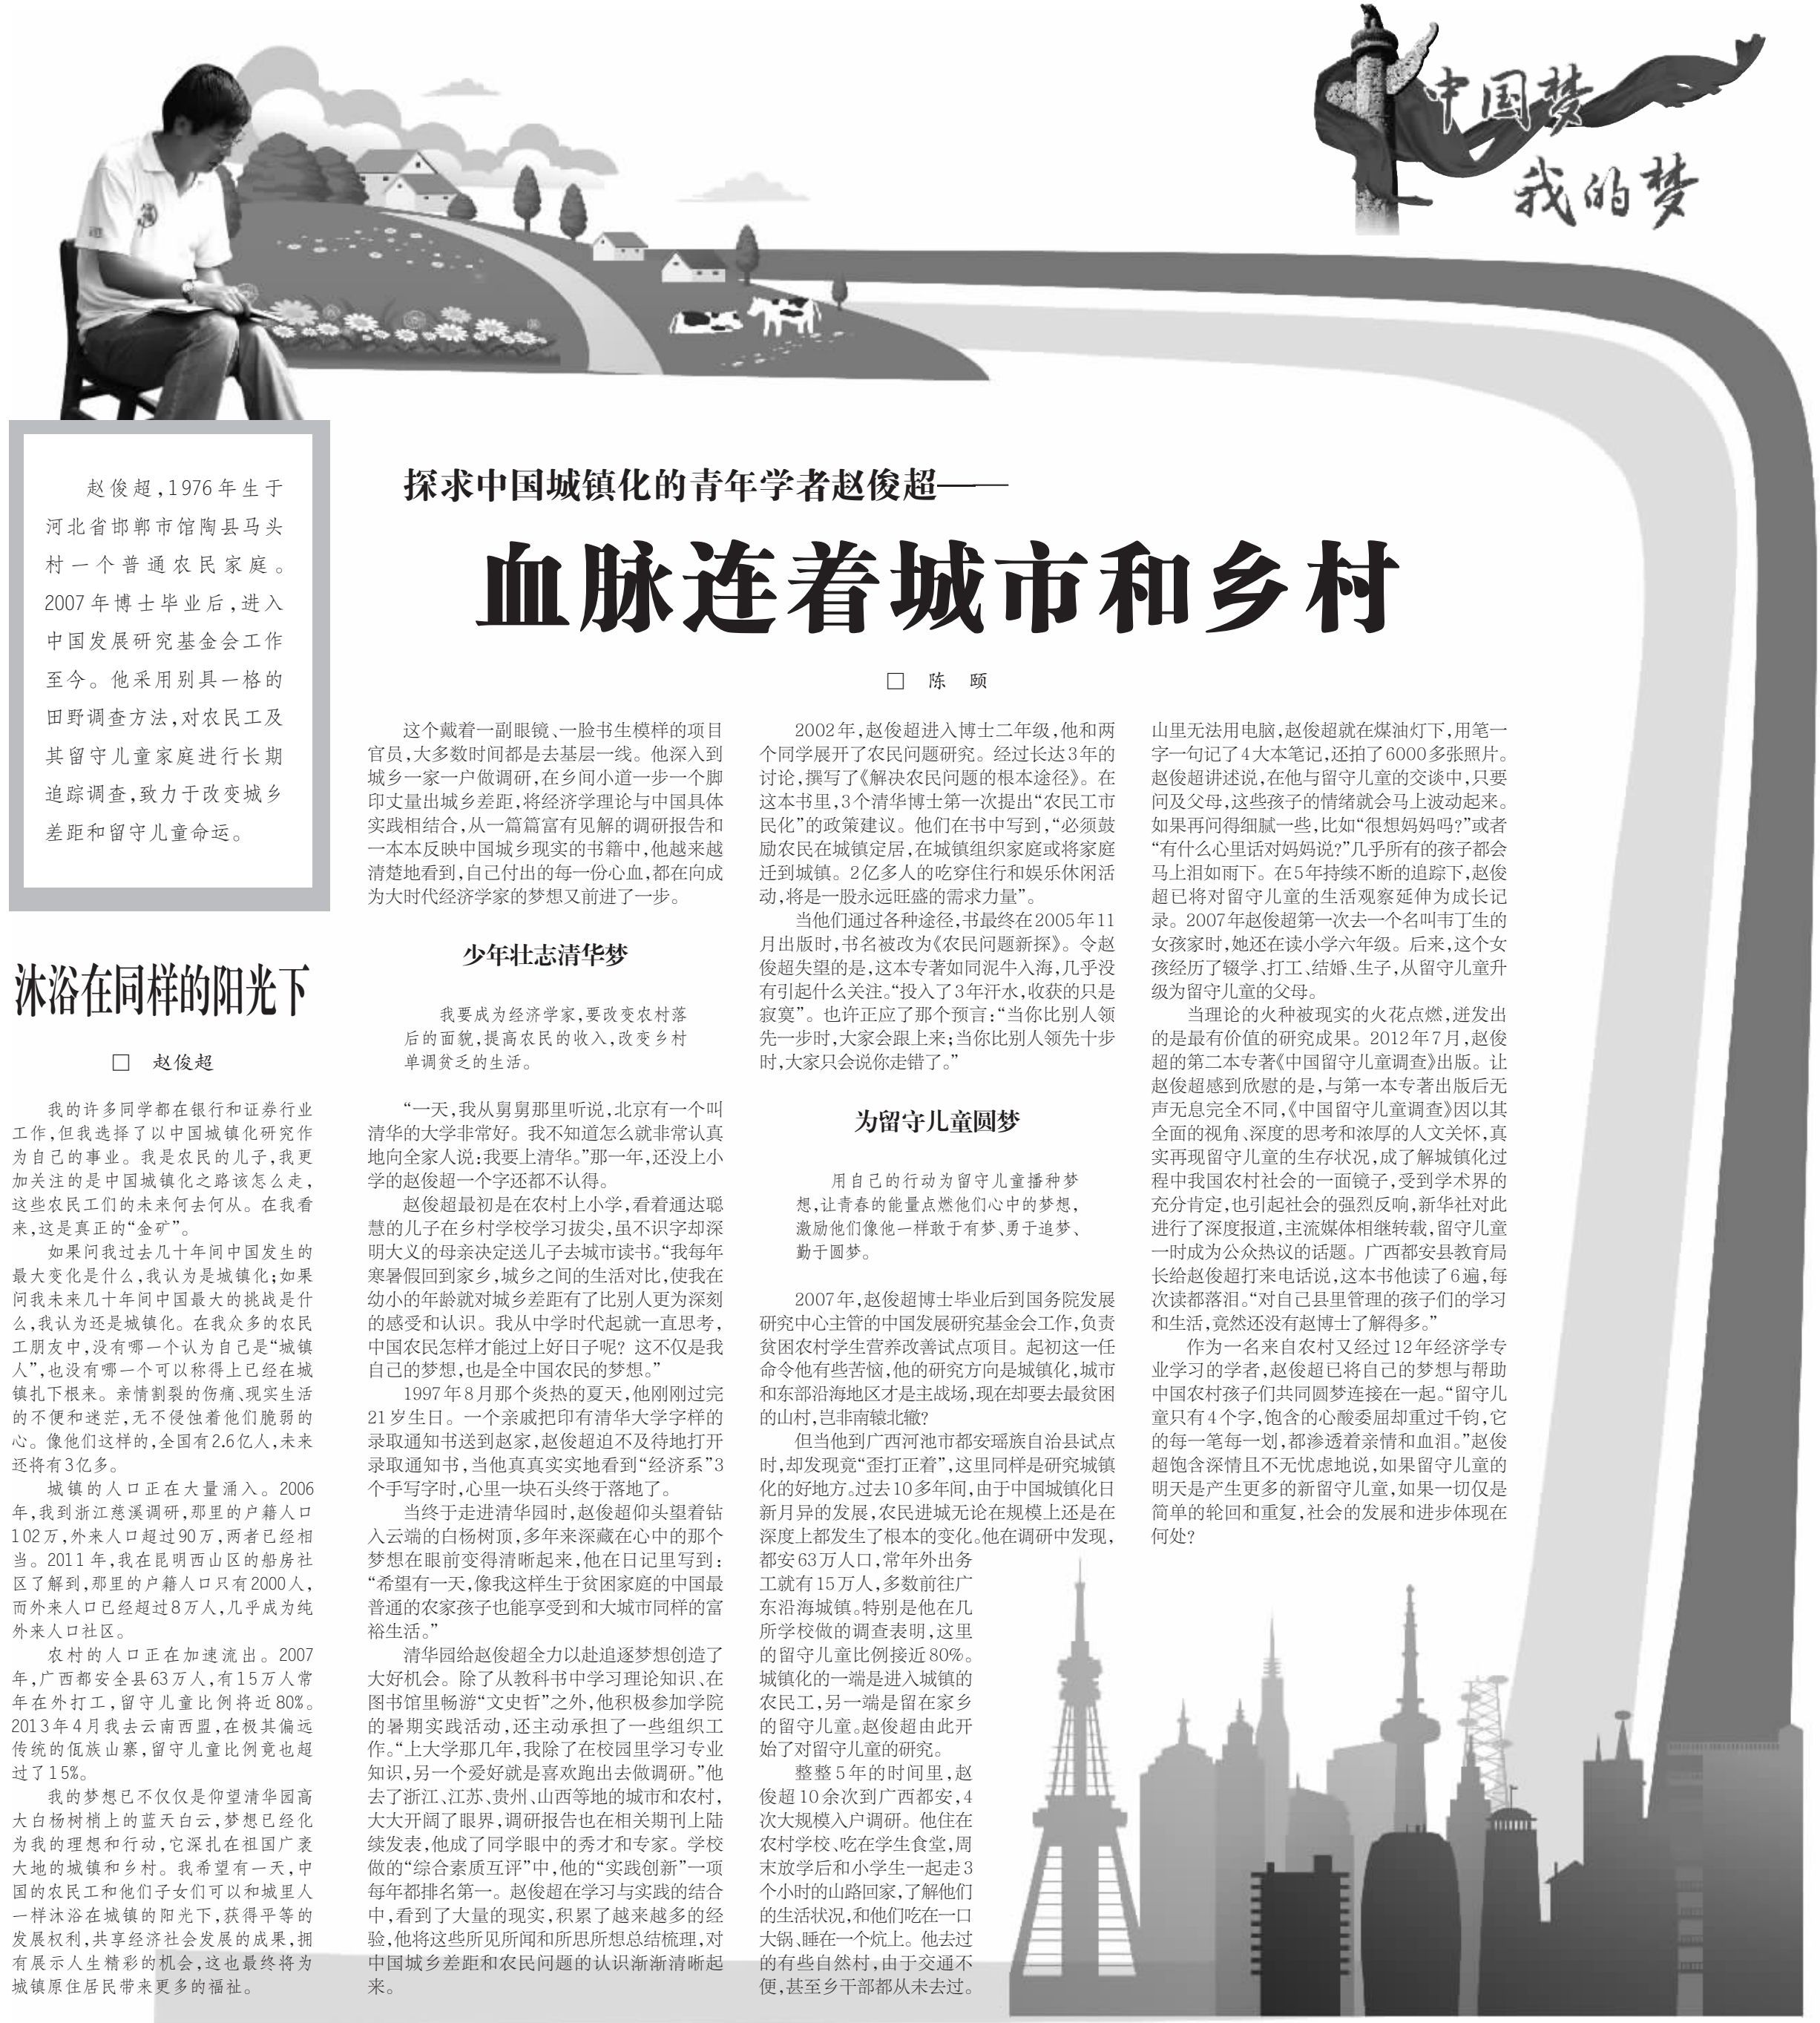 中国梦
我的梦
赵俊超,1976年生于
河北省邯郸市馆陶县马头
村一个普通农民家庭。
2007年博士毕业后,进入
中国发展研究基金会工作
至今。他采用别具一格的
田野调查方法,对农民工及
其留守儿童家庭进行长期
追踪调查,致力于改变城乡
差距和留守儿童命运。
探求中国城镇化的青年学者赵俊超——
血脉连着城市和乡村
□ 陈 颐
这个戴着一副眼镜、一脸书生模样的项目
官员,大多数时间都是去基层一线。他深入到
城乡一家一户做调研,在乡间小道一步一个脚
印丈量出城乡差距,将经济学理论与中国具体
实践相结合,从一篇篇富有见解的调研报告和
一本本反映中国城乡现实的书籍中,他越来越
清楚地看到,自己付出的每一份心血,都在向成
为大时代经济学家的梦想又前进了一步。
少年壮志清华梦
我要成为经济学家,要改变农村落
后的面貌,提高农民的收入,改变乡村
单调贫乏的生活。
“一天,我从舅舅那里听说,北京有一个叫
清华的大学非常好。我不知道怎么就非常认真
地向全家人说:我要上清华。”那一年,还没上小
学的赵俊超一个字还都不认得。
赵俊超最初是在农村上小学,看着通达聪
慧的儿子在乡村学校学习拔尖,虽不识字却深
明大义的母亲决定送儿子去城市读书。“我每年
寒暑假回到家乡,城乡之间的生活对比,使我在
幼小的年龄就对城乡差距有了比别人更为深刻
的感受和认识。我从中学时代起就一直思考,
中国农民怎样才能过上好日子呢?这不仅是我
自己的梦想,也是全中国农民的梦想。”
1997年8月那个炎热的夏天,他刚刚过完
21岁生日。一个亲戚把印有清华大学字样的
录取通知书送到赵家,赵俊超迫不及待地打开
录取通知书,当他真真实实地看到“经济系”3
个手写字时,心里一块石头终于落地了。
当终于走进清华园时,赵俊超仰头望着钻
入云端的白杨树顶,多年来深藏在心中的那个
梦想在眼前变得清晰起来,他在日记里写到:
“希望有一天,像我这样生于贫困家庭的中国最
普通的农家孩子也能享受到和大城市同样的富
裕生活。”
清华园给赵俊超全力以赴追逐梦想创造了
大好机会。除了从教科书中学习理论知识、在
图书馆里畅游“文史哲”之外,他积极参加学院
的暑期实践活动,还主动承担了一些组织工
作。“上大学那几年,我除了在校园里学习专业
知识,另一个爱好就是喜欢跑出去做调研。”他
去了浙江、江苏、贵州、山西等地的城市和农村,
大大开阔了眼界,调研报告也在相关期刊上陆
续发表,他成了同学眼中的秀才和专家。学校
做的“综合素质互评”中,他的“实践创新”一项
每年都排名第一。赵俊超在学习与实践的结合
中,看到了大量的现实,积累了越来越多的经
验,他将这些所见所闻和所思所想总结梳理,对
中国城乡差距和农民问题的认识渐渐清晰起
来。
2002年,赵俊超进入博士二年级,他和两
个同学展开了农民问题研究。经过长达3年的
讨论,撰写了《解决农民问题的根本途径》。在
这本书里,3个清华博士第一次提出“农民工市
民化”的政策建议。他们在书中写到,“必须鼓
励农民在城镇定居,在城镇组织家庭或将家庭
迁到城镇。2亿多人的吃穿住行和娱乐休闲活
动,将是一股永远旺盛的需求力量”。
当他们通过各种途径,书最终在2005年11
月出版时,书名被改为《农民问题新探》。令赵
俊超失望的是,这本专著如同泥牛入海,几乎没
有引起什么关注。“投入了3年汗水,收获的只是
寂寞”。也许正应了那个预言:“当你比别人领
先一步时,大家会跟上来;当你比别人领先十步
时,大家只会说你走错了。”
为留守儿童圆梦
用自己的行动为留守儿童播种梦
想,让青春的能量点燃他们心中的梦想,
激励他们像他一样敢于有梦、勇于追梦、
勤于圆梦。
2007年,赵俊超博士毕业后到国务院发展
研究中心主管的中国发展研究基金会工作,负责
贫困农村学生营养改善试点项目。起初这一任
命令他有些苦恼,他的研究方向是城镇化,城市
和东部沿海地区才是主战场,现在却要去最贫困
的山村,岂非南辕北辙?
但当他到广西河池市都安瑶族自治县试点
时,却发现竟“歪打正着”,这里同样是研究城镇
化的好地方。过去10多年间,由于中国城镇化日
新月异的发展,农民进城无论在规模上还是在
深度上都发生了根本的变化。他在调研中发现,
都安63万人口,常年外出务
工就有15万人,多数前往广
东沿海城镇。特别是他在几
所学校做的调查表明,这里
的留守儿童比例接近80%。
城镇化的一端是进入城镇的
农民工,另一端是留在家乡
的留守儿童。赵俊超由此开
始了对留守儿童的研究。
整整5年的时间里,赵
俊超10余次到广西都安,4
次大规模入户调研。他住在
农村学校、吃在学生食堂,周
末放学后和小学生一起走3
个小时的山路回家,了解他们
的生活状况,和他们吃在一口
大锅、睡在一个炕上。他去过
的有些自然村,由于交通不
便,甚至乡干部都从未去过。
山里无法用电脑,赵俊超就在煤油灯下,用笔一
字一句记了4大本笔记,还拍了6000多张照片。
赵俊超讲述说,在他与留守儿童的交谈中,只要
问及父母,这些孩子的情绪就会马上波动起来。
如果再问得细腻一些,比如“很想妈妈吗?”或者
“有什么心里话对妈妈说?”几乎所有的孩子都会
马上泪如雨下。在5年持续不断的追踪下,赵俊
超已将对留守儿童的生活观察延伸为成长记
录。2007年赵俊超第一次去一个名叫韦丁生的
女孩家时,她还在读小学六年级。后来,这个女
孩经历了辍学、打工、结婚、生子,从留守儿童升
级为留守儿童的父母。
当理论的火种被现实的火花点燃,迸发出
的是最有价值的研究成果。2012年7月,赵俊
超的第二本专著《中国留守儿童调查》出版。让
赵俊超感到欣慰的是,与第一本专著出版后无
声无息完全不同,《中国留守儿童调查》因以其
全面的视角、深度的思考和浓厚的人文关怀,真
实再现留守儿童的生存状况,成了解城镇化过
程中我国农村社会的一面镜子,受到学术界的
充分肯定,也引起社会的强烈反响,新华社对此
进行了深度报道,主流媒体相继转载,留守儿童
一时成为公众热议的话题。广西都安县教育局
长给赵俊超打来电话说,这本书他读了6遍,每
次读都落泪。“对自己县里管理的孩子们的学习
和生活,竟然还没有赵博士了解得多。”
作为一名来自农村又经过12年经济学专
业学习的学者,赵俊超已将自己的梦想与帮助
中国农村孩子们共同圆梦连接在一起。“留守儿
童只有4个字,饱含的心酸委屈却重过千钧,它
的每一笔每一划,都渗透着亲情和血泪。”赵俊
超饱含深情且不无忧虑地说,如果留守儿童的
明天是产生更多的新留守儿童,如果一切仅是
简单的轮回和重复,社会的发展和进步体现在
何处?
沐浴在同样的阳光下
□ 赵俊超
我的许多同学都在银行和证券行业
工作,但我选择了以中国城镇化研究作
为自己的事业。我是农民的儿子,我更
加关注的是中国城镇化之路该怎么走,
这些农民工们的未来何去何从。在我看
来,这是真正的“金矿”。
如果问我过去几十年间中国发生的
最大变化是什么,我认为是城镇化;如果
问我未来几十年间中国最大的挑战是什
么,我认为还是城镇化。在我众多的农民
工朋友中,没有哪一个认为自己是“城镇
人”,也没有哪一个可以称得上已经在城
镇扎下根来。亲情割裂的伤痛、现实生活
的不便和迷茫,无不侵蚀着他们脆弱的
心。像他们这样的,全国有2.6亿人,未来
还将有3亿多。
城镇的人口正在大量涌入。2006
年,我到浙江慈溪调研,那里的户籍人口
102万,外来人口超过90万,两者已经相
当。2011年,我在昆明西山区的船房社
区了解到,那里的户籍人口只有2000人,
而外来人口已经超过8万人,几乎成为纯
外来人口社区。
农村的人口正在加速流出。2007
年,广西都安全县63万人,有15万人常
年在外打工,留守儿童比例将近80%。
2013年4月我去云南西盟,在极其偏远
传统的佤族山寨,留守儿童比例竟也超
过了15%。
我的梦想已不仅仅是仰望清华园高
大白杨树梢上的蓝天白云,梦想已经化
为我的理想和行动,它深扎在祖国广袤
大地的城镇和乡村。我希望有一天,中
国的农民工和他们子女们可以和城里人
一样沐浴在城镇的阳光下,获得平等的
发展权利,共享经济社会发展的成果,拥
有展示人生精彩的机会,这也最终将为
城镇原住居民带来更多的福祉。